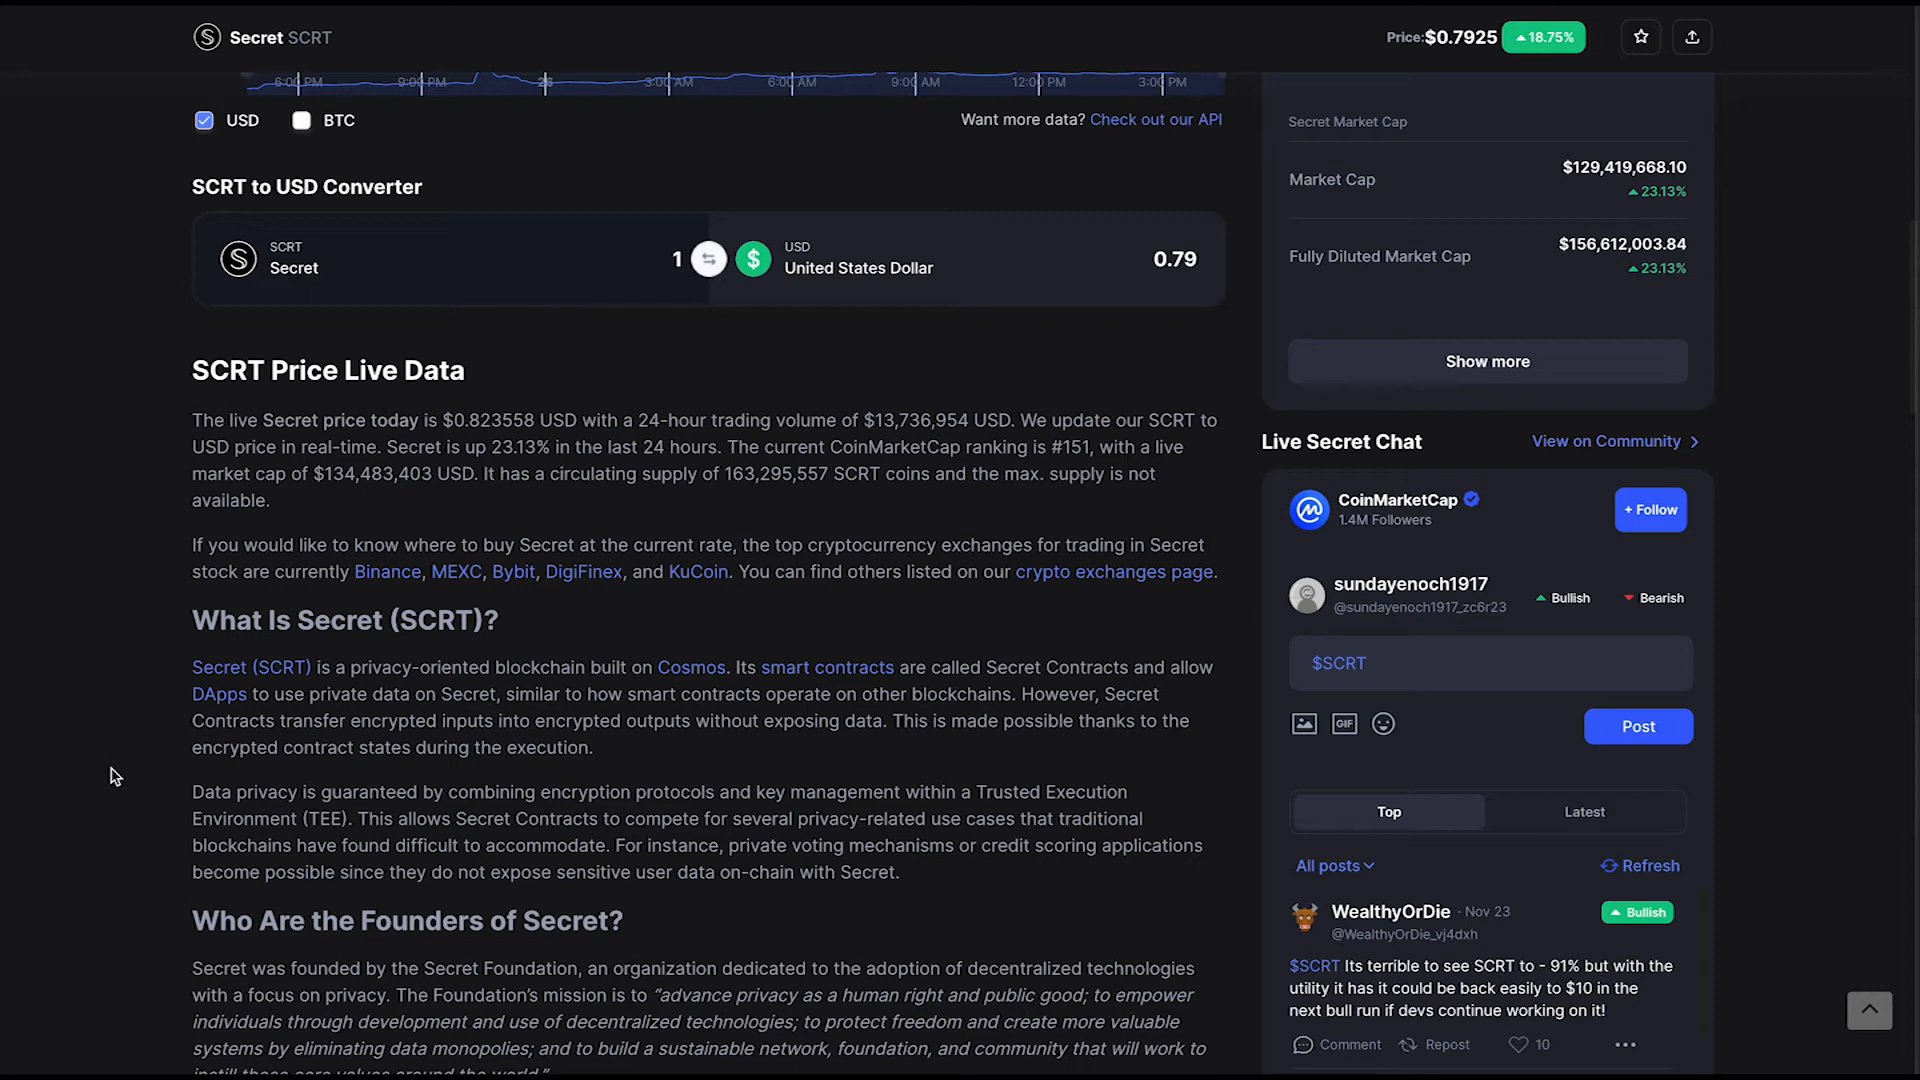 Secret SCRT
Price:$0.7925 18.75%
6:00 PM 9:00 PM 26 3:00 AM 6:00 AM 9:00 AM 12:00 PM 3:00 PM
USD BTC
Want more data? Check out our API
SCRT to USD Converter
SCRT
Secret
1
USD
United States Dollar
0.79
SCRT Price Live Data
The live Secret price today is $0.823558 USD with a 24-hour trading volume of $13,736,954 USD. We update our SCRT to
USD price in real-time. Secret is up 23.13% in the last 24 hours. The current CoinMarketCap ranking is #151, with a live
market cap of $134,483,403 USD. It has a circulating supply of 163,295,557 SCRT coins and the max. supply is not
available.
If you would like to know where to buy Secret at the current rate, the top cryptocurrency exchanges for trading in Secret
stock are currently Binance, MEXC, Bybit, DigiFinex, and KuCoin. You can find others listed on our crypto exchanges page.
What Is Secret (SCRT)?
Secret (SCRT) is a privacy-oriented blockchain built on Cosmos. Its smart contracts are called Secret Contracts and allow
DApps to use private data on Secret, similar to how smart contracts operate on other blockchains. However, Secret
Contracts transfer encrypted inputs into encrypted outputs without exposing data. This is made possible thanks to the
encrypted contract states during the execution.
Data privacy is guaranteed by combining encryption protocols and key management within a Trusted Execution
Environment (TEE). This allows Secret Contracts to compete for several privacy-related use cases that traditional
blockchains have found difficult to accommodate. For instance, private voting mechanisms or credit scoring applications
become possible since they do not expose sensitive user data on-chain with Secret.
Who Are the Founders of Secret?
Secret was founded by the Secret Foundation, an organization dedicated to the adoption of decentralized technologies
with a focus on privacy. The Foundation's mission is to "advance privacy as a human right and public good; to empower
individuals through development and use of decentralized technologies; to protect freedom and create more valuable
systems by eliminating data monopolies; and to build a sustainable network, foundation, and community that will work to
instill these core values around the world."
Secret Market Cap
Market Cap
$129,419,668.10
23.13%
Fully Diluted Market Cap
$156,612,003.84
23.13%
Show more
Live Secret Chat
View on Community
CoinMarketCap
1.4M Followers
+ Follow
sundayenoch1917
@sundayenoch1917_zc6r23
Bullish
Bearish
$SCRT
GIF
Post
Top
Latest
All posts
Refresh
WealthyOrDie · Nov 23
@WealthyOrDie_vj4dxh
Bullish
$SCRT Its terrible to see SCRT to - 91% but with the
utility it has it could be back easily to $10 in the
next bull run if devs continue working on it!
Comment Repost 10